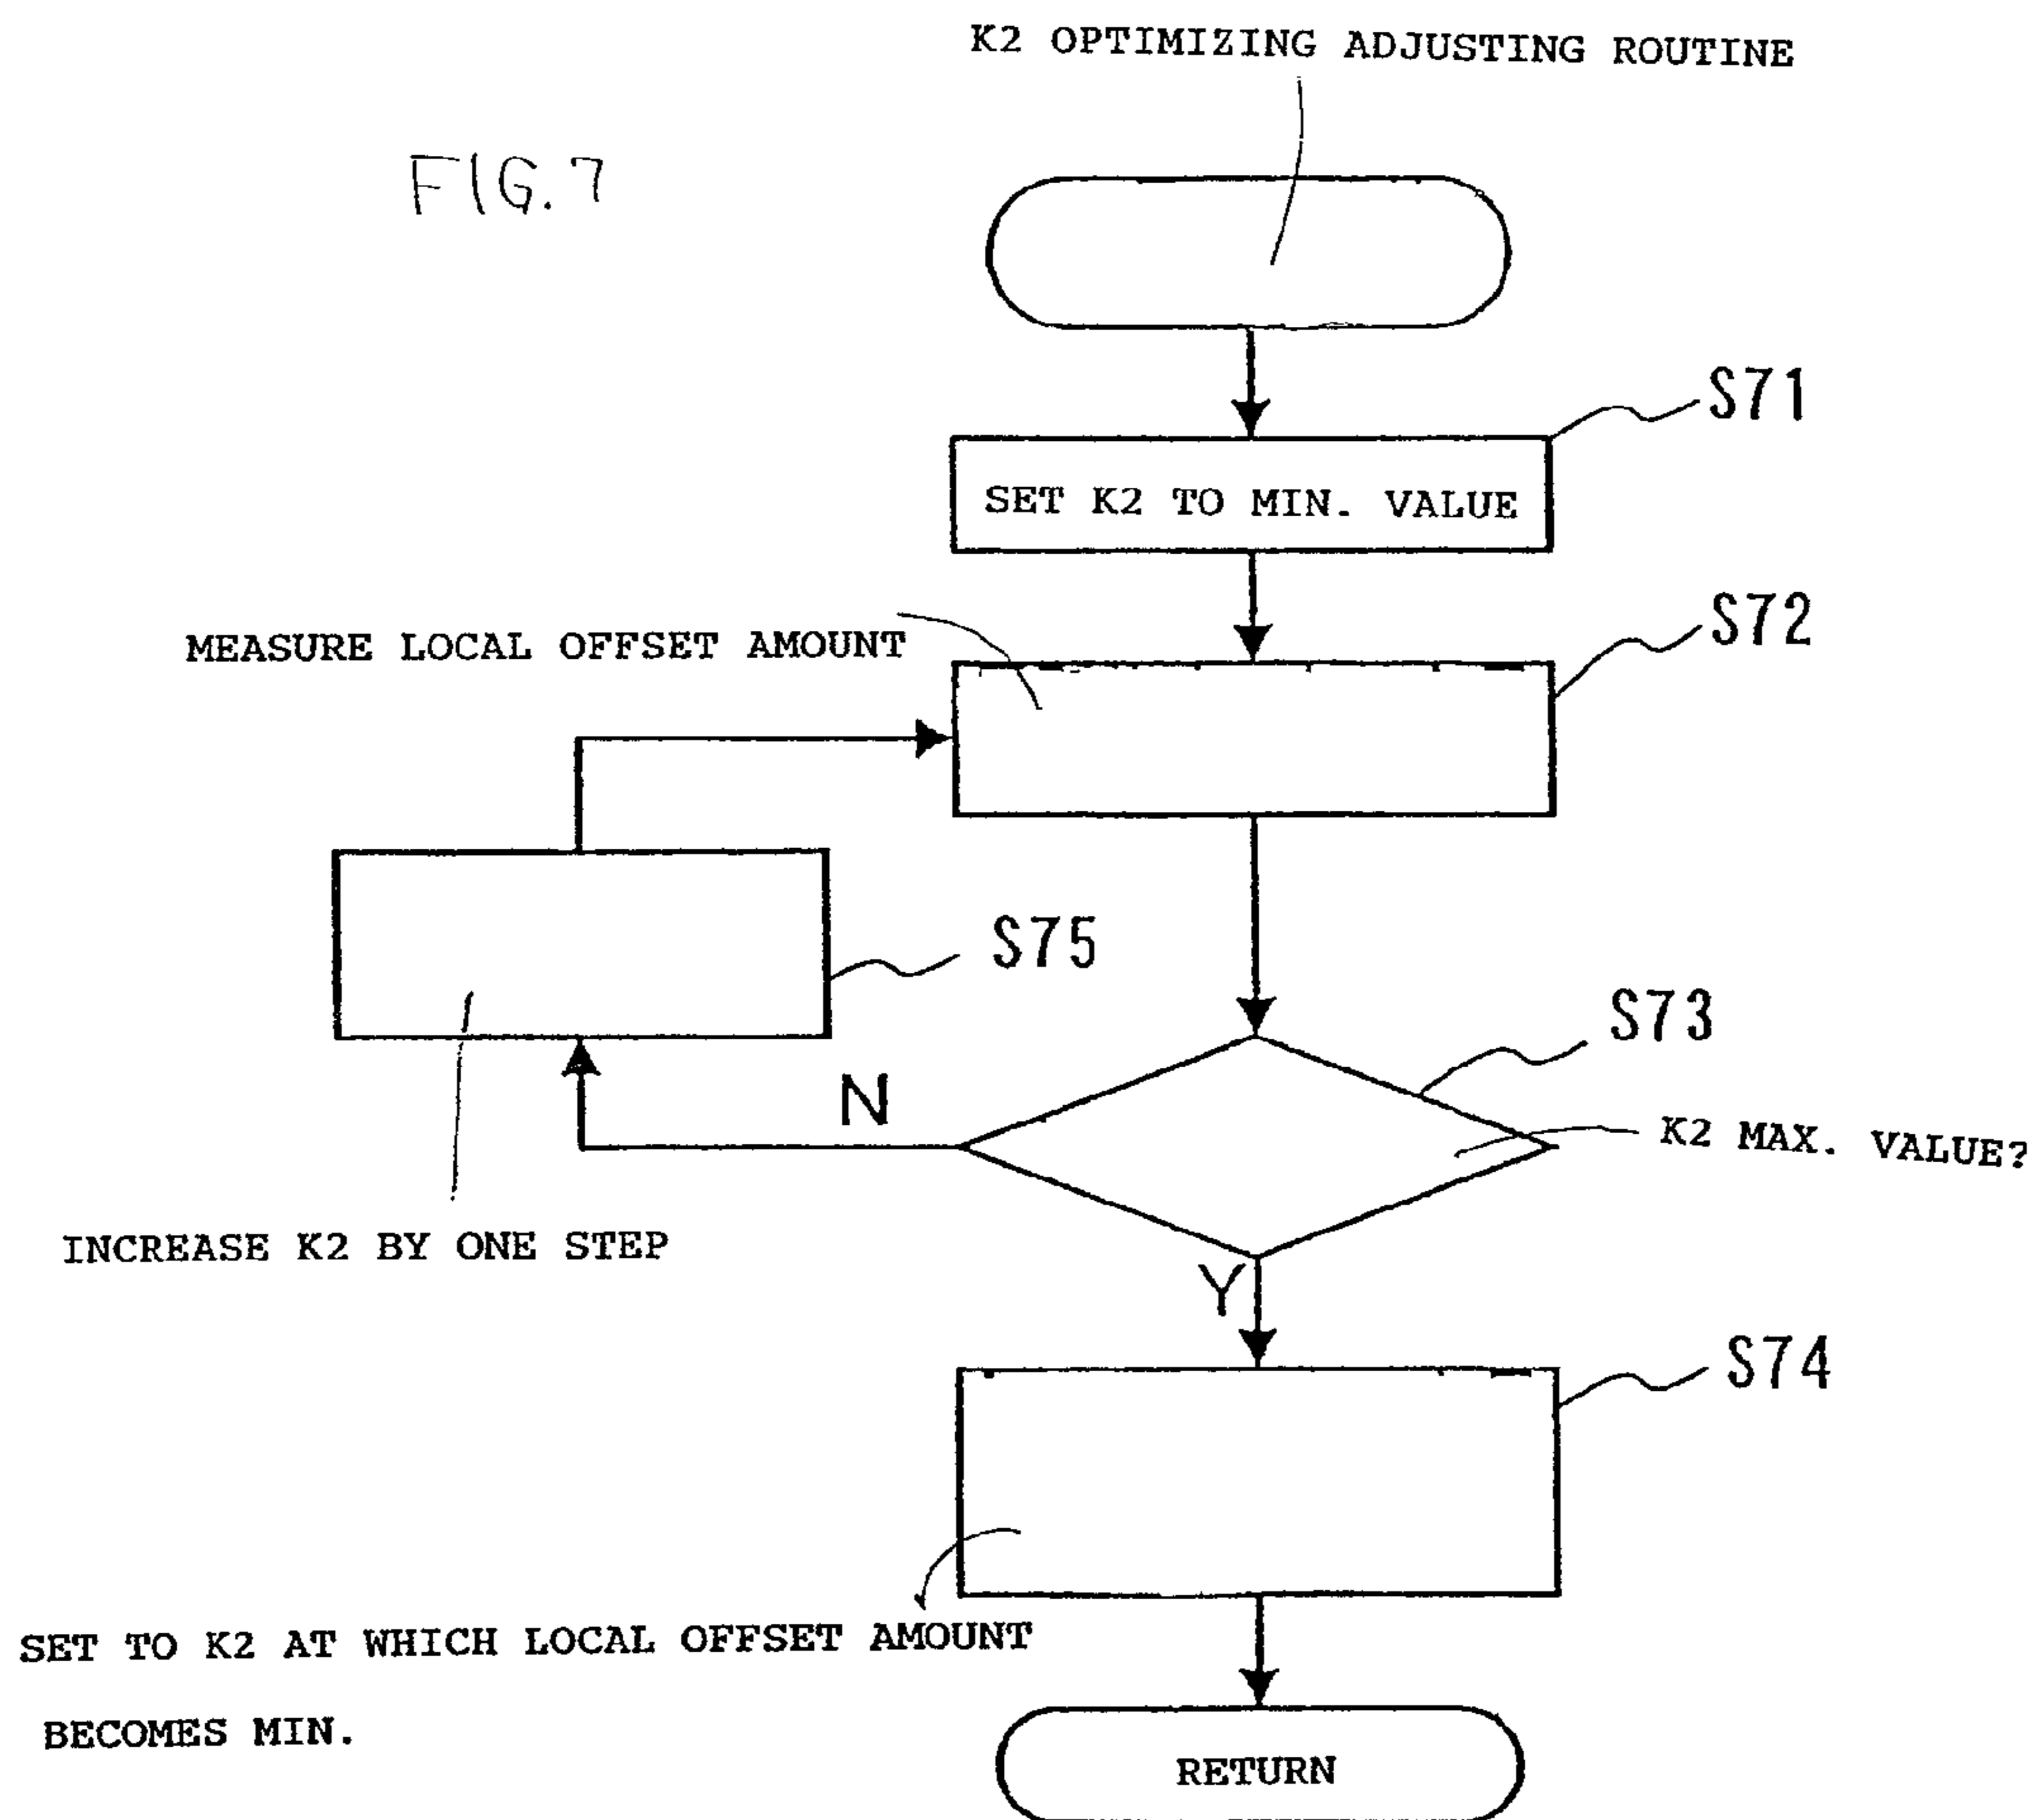 K2 OPTIMIZING ADJUSTING ROUTINE
FIG. 7
S71
SET K2 TO MIN. VALUE
S72
MEASURE LOCAL OFFSET AMOUNT
S75
S73
N
K2 MAX. VALUE?
INCREASE K2 BY ONE STEP
Y
S74
SET TO K2 AT WHICH LOCAL OFFSET AMOUNT
BECOMES MIN.
RETURN